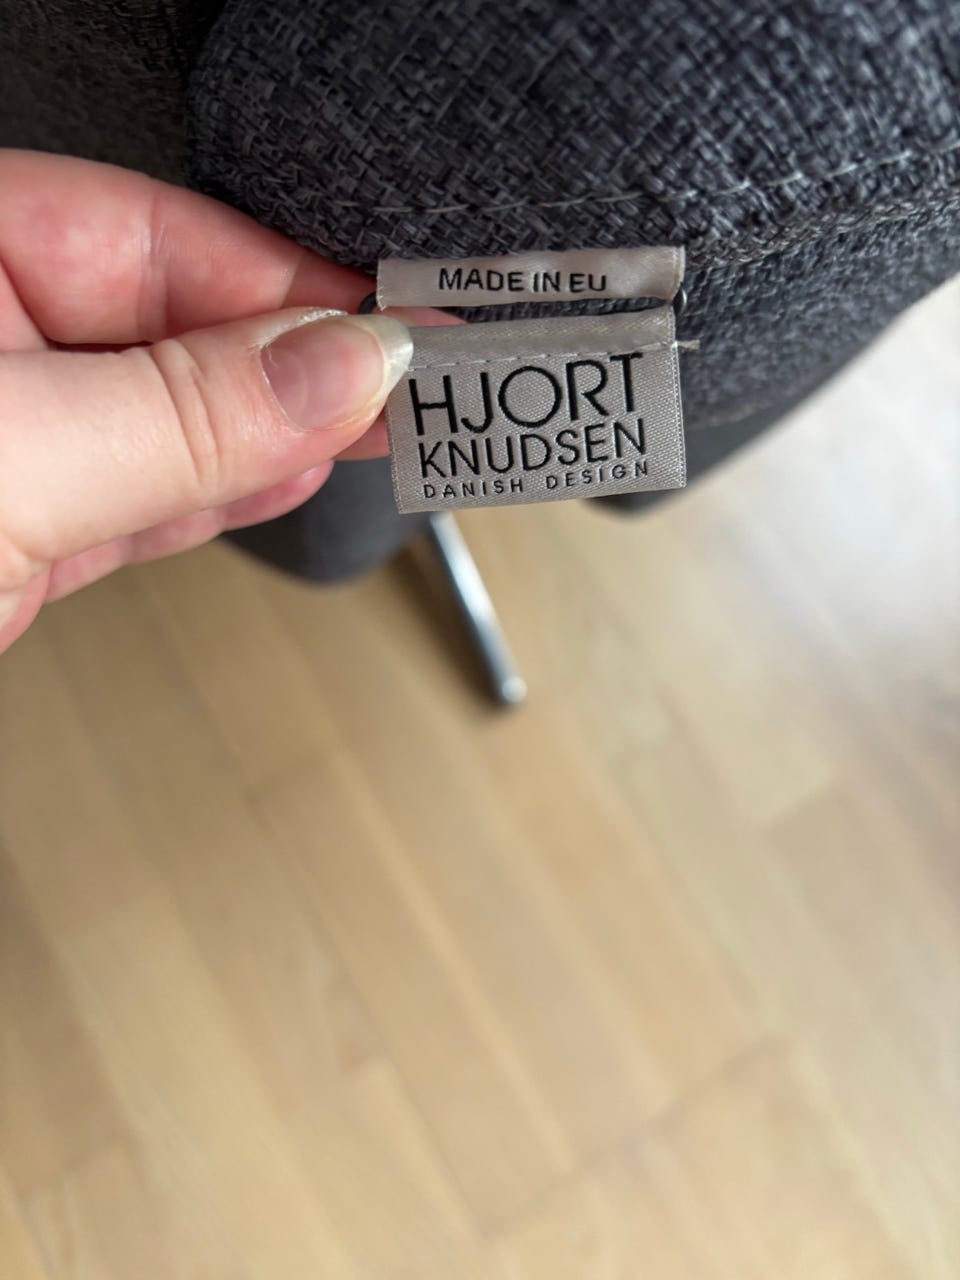 MADE IN EU
HJORT
KNUDSEN
DANISH DESIGN